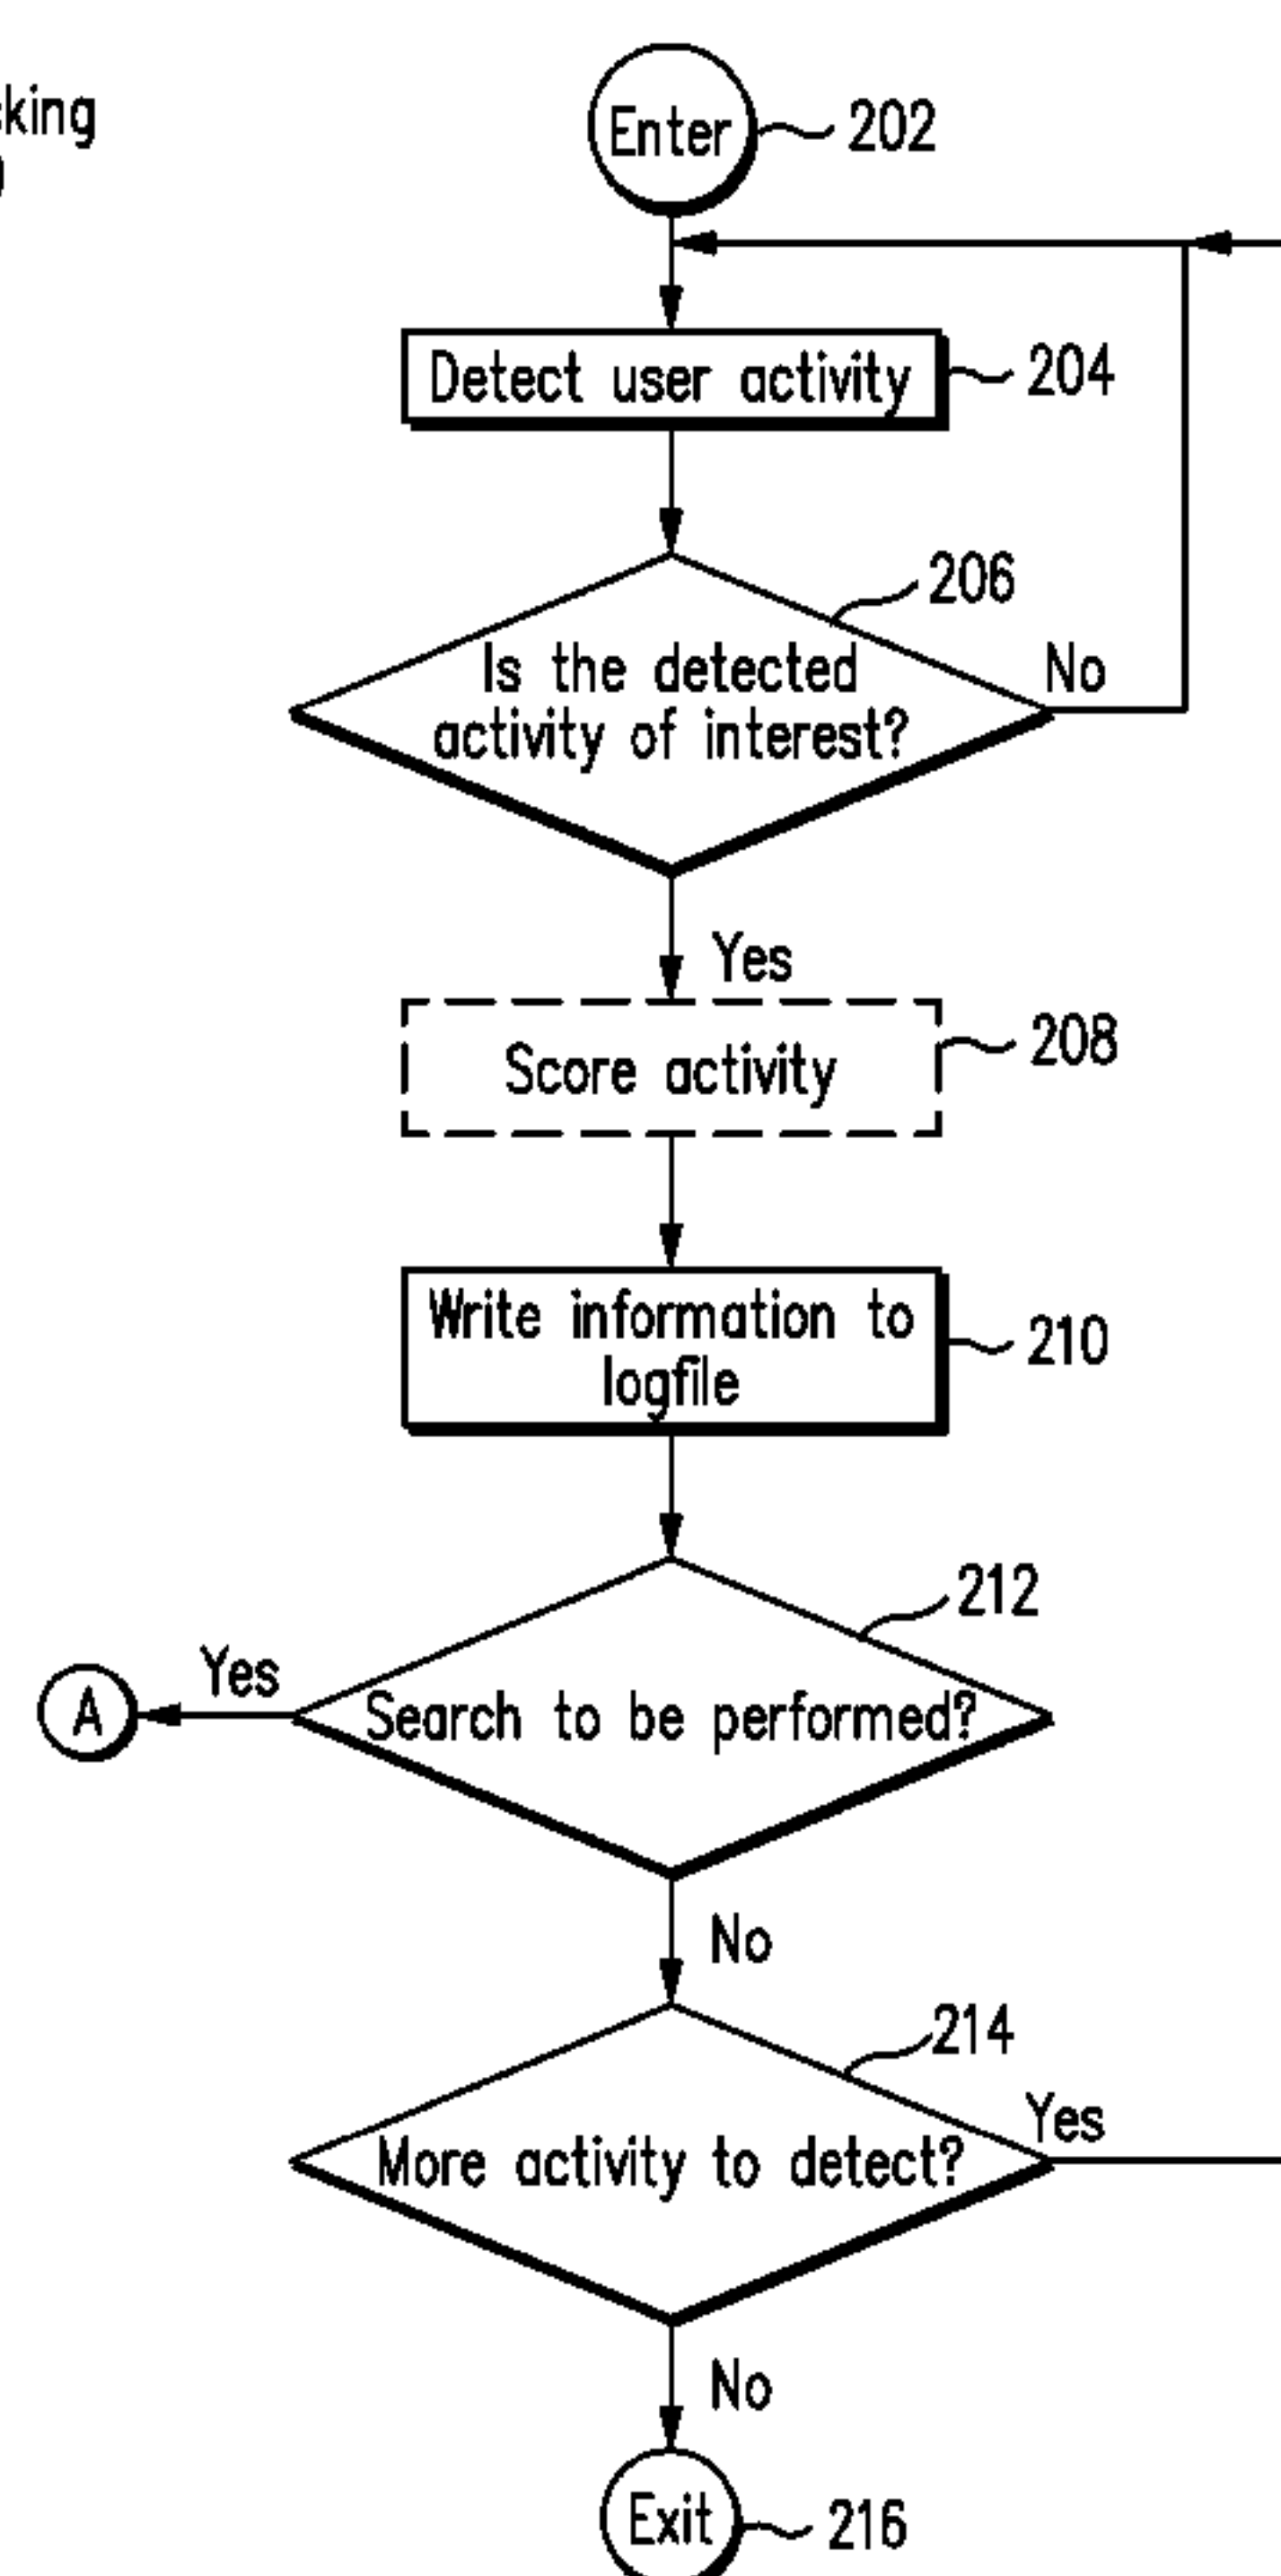 Enter
202
Detect user activity
204
206
Is the detected
activity of interest?
No
Yes
Score activity
208
Write information to
logfile
210
212
Yes
A
Search to be performed?
No
214
Yes
More activity to detect?
No
Exit
216